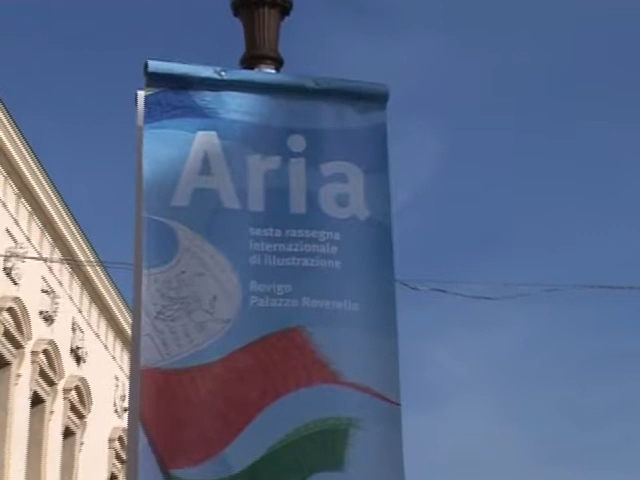 Aria
sesta rassegna
internazionale
di illustrazione
Rovigo
Palazzo Roverella